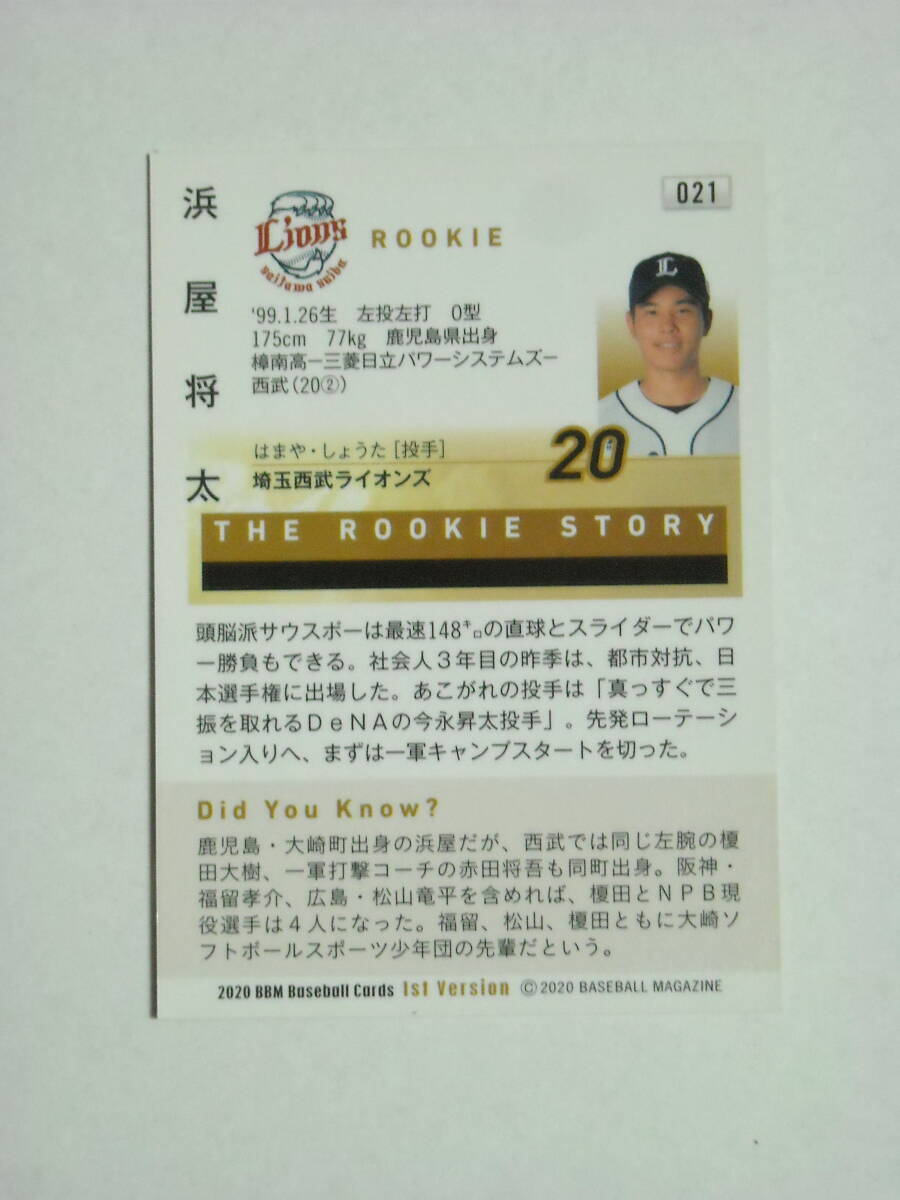 浜屋将太
Lions
saitama seibu
ROOKIE
021
L
'99.1.26生 左投左打 O型
175cm 77kg 鹿児島県出身
樟南高ー三菱日立パワーシステムズー
西武(20②)
はまや・しょうた[投手]
20
埼玉西武ライオンズ
THE ROOKIE STORY
頭脳派サウスポーは最速148㌔の直球とスライダーでパワ
ー勝負もできる。社会人3年目の昨季は、都市対抗、日
本選手権に出場した。あこがれの投手は「真っすぐで三
振を取れるDeNAの今永昇太投手」。先発ローテーシ
ョン入りへ、まずは一軍キャンプスタートを切った。
Did You Know?
鹿児島・大崎町出身の浜屋だが、西武では同じ左腕の榎
田大樹、一軍打撃コーチの赤田将吾も同町出身。阪神・
福留孝介、広島・松山竜平を含めれば、榎田とNPB現
役選手は4人になった。福留、松山、榎田ともに大崎ソ
フトボールスポーツ少年団の先輩だという。
2020 BBM Baseball Cards 1st Version ©2020 BASEBALL MAGAZINE